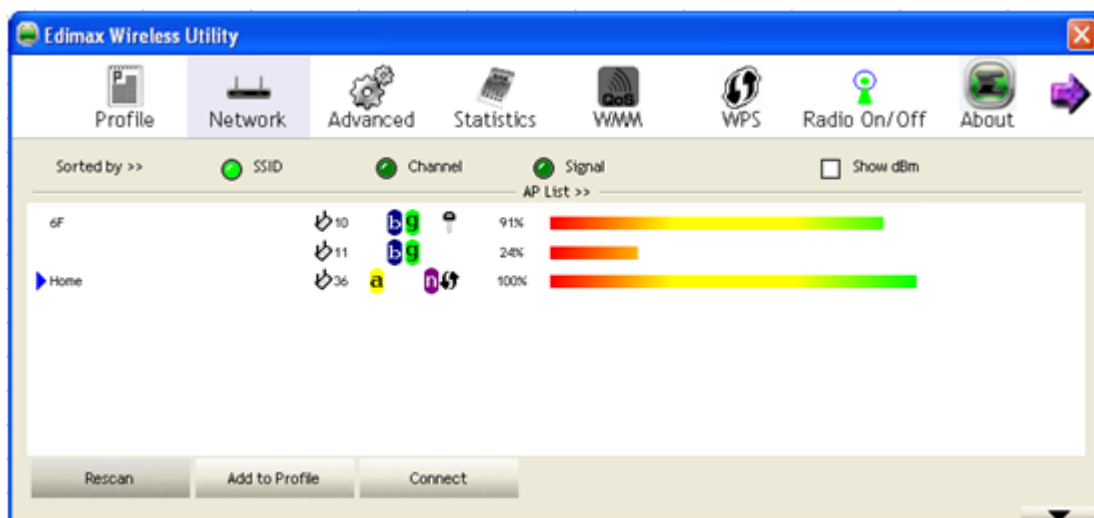 Edimax Wireless Utility
Profile Network Advanced Statistics QoS WMM WPS Radio On/Off About
Sorted by >> SSID Channel Signal Show dBm
AP List >>
6F 10 b g 91%
11 b g 24%
Home 36 a n 100%
Rescan Add to Profile Connect